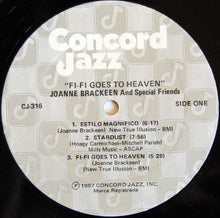 Concord
Jazz
"FI-FI GOES TO HEAVEN"
JOANNE BRACKEEN And Special Friends
CJ-316
SIDE ONE
1. ESTILO MAGNIFICO (6:17)
(Joanne Brackeen) New True Illusion – BMI
2. STARDUST (7:56)
(Hoagy Carmichael-Mitchell Parish)
Mills Music – ASCAP
3. FI-FI GOES TO HEAVEN (5:28)
(Joanne Brackeen) New True Illusion – BMI
℗ 1987 CONCORD JAZZ, INC.
Marca Registrada